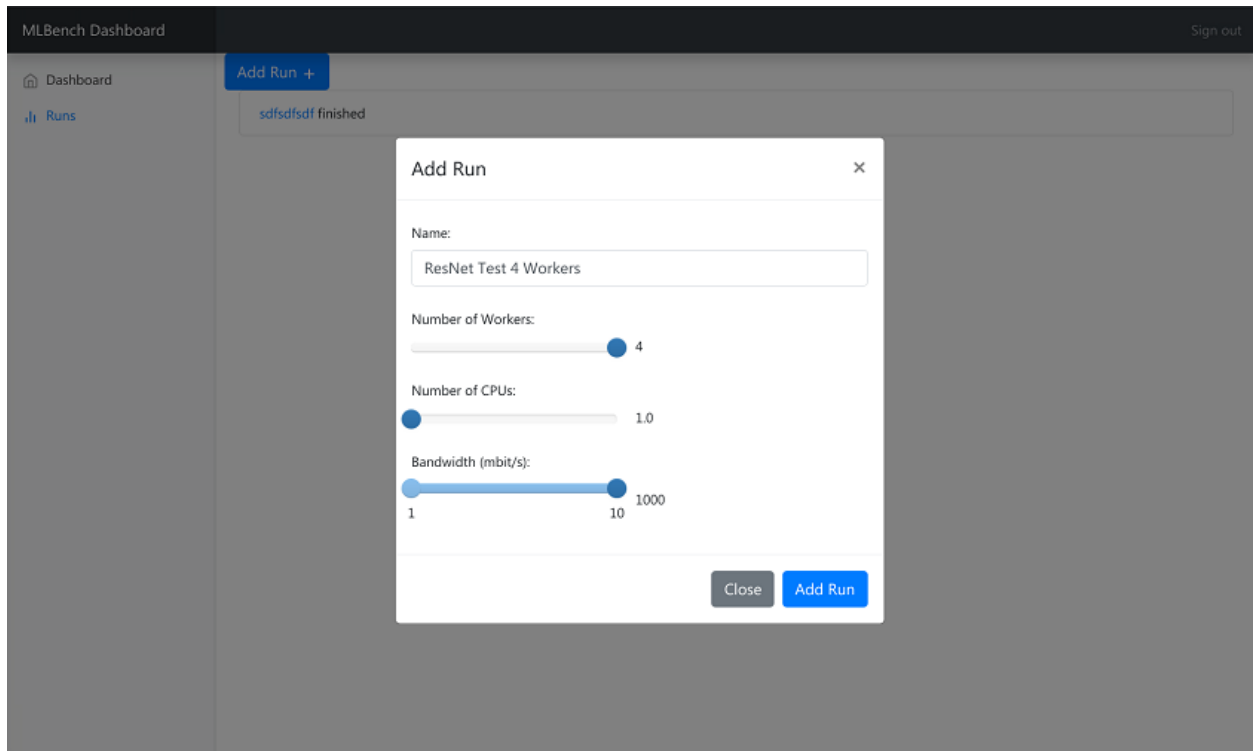 MLBench Dashboard
Sign out
Dashboard
Runs
Add Run +
sdfsdfsdf finished
Add Run ×
Name:
ResNet Test 4 Workers
Number of Workers:
4
Number of CPUs:
1.0
Bandwidth (mbit/s):
1000
1 10
Close Add Run